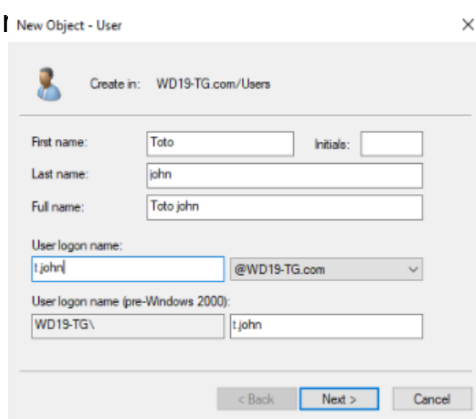 New Object - User
Create in: WD19-TG.com/Users
First name: Toto Initials:
Last name: john
Full name: Toto john
User logon name:
t.john @WD19-TG.com
User logon name (pre-Windows 2000):
WD19-TG\ t.john
< Back Next > Cancel